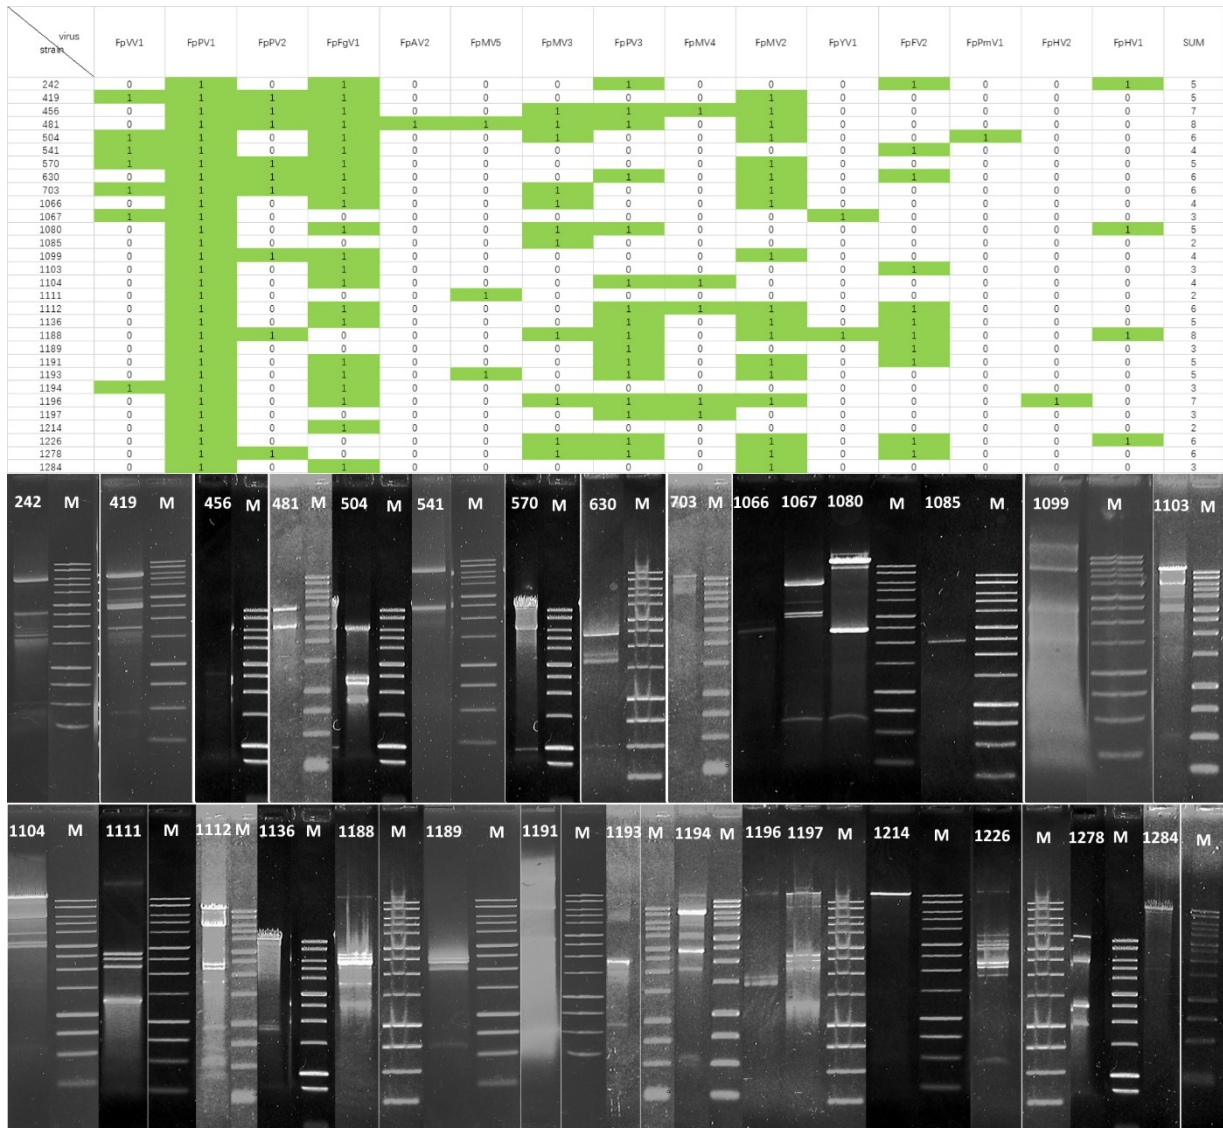 virus
strain
FpVV1 FpPV1 FpPV2 FpFgV1 FpAV2 FpMV5 FpMV3 FpPV3 FpMV4 FpMV2 FpYV1 FpFV2 FpPmV1 FpHV2 FpHV1 SUM
242 0 1 0 1 0 0 0 1 0 0 0 1 0 0 1 5
419 1 1 1 1 0 0 0 0 0 1 0 0 0 0 0 5
456 0 1 1 1 0 0 1 1 1 1 0 0 0 0 0 7
481 0 1 1 1 1 1 1 1 0 1 0 0 0 0 0 8
504 1 1 0 1 0 0 1 0 0 1 0 0 1 0 0 6
541 1 1 0 1 0 0 0 0 0 0 0 1 0 0 0 4
570 1 1 1 1 0 0 0 0 0 1 0 0 0 0 0 5
630 0 1 1 1 0 0 0 1 0 1 0 1 0 0 0 6
703 1 1 1 1 0 0 1 0 0 1 0 0 0 0 0 6
1066 0 1 0 1 0 0 1 0 0 1 0 0 0 0 0 4
1067 1 1 0 0 0 0 0 0 0 0 1 0 0 0 0 3
1080 0 1 0 1 0 0 1 1 0 0 0 0 0 0 1 5
1085 0 1 0 0 0 0 1 0 0 0 0 0 0 0 0 2
1099 0 1 1 1 0 0 0 0 0 1 0 0 0 0 0 4
1103 0 1 0 1 0 0 0 0 0 0 0 1 0 0 0 3
1104 0 1 0 1 0 0 0 1 1 0 0 0 0 0 0 4
1111 0 1 0 0 0 1 0 0 0 0 0 0 0 0 0 2
1112 0 1 0 1 0 0 0 1 1 1 0 1 0 0 0 6
1136 0 1 0 1 0 0 0 1 0 1 0 1 0 0 0 5
1188 0 1 1 0 0 0 1 1 0 1 1 1 0 0 1 8
1189 0 1 0 0 0 0 0 1 0 0 0 1 0 0 0 3
1191 0 1 0 1 0 0 0 1 0 1 0 1 0 0 0 5
1193 0 1 0 1 0 1 0 1 0 1 0 0 0 0 0 5
1194 1 1 0 1 0 0 0 0 0 0 0 0 0 0 0 3
1196 0 1 0 1 0 0 1 1 1 1 0 0 0 1 0 7
1197 0 1 0 0 0 0 0 1 1 0 0 0 0 0 0 3
1214 0 1 0 1 0 0 0 0 0 0 0 0 0 0 0 2
1226 0 1 0 0 0 0 1 1 0 1 0 1 0 0 1 6
1278 0 1 1 0 0 0 1 1 0 1 0 1 0 0 0 6
1284 0 1 0 1 0 0 0 0 0 1 0 0 0 0 0 3
242 M 419 M 456 M 481 M 504 M 541 M 570 M 630 M 703 M 1066 1067 1080 M 1085 M 1099 M 1103 M
1104 M 1111 M 1112 M 1136 M 1188 M 1189 M 1191 M 1193 M 1194 M 1196 1197 M 1214 M 1226 M 1278 M 1284 M